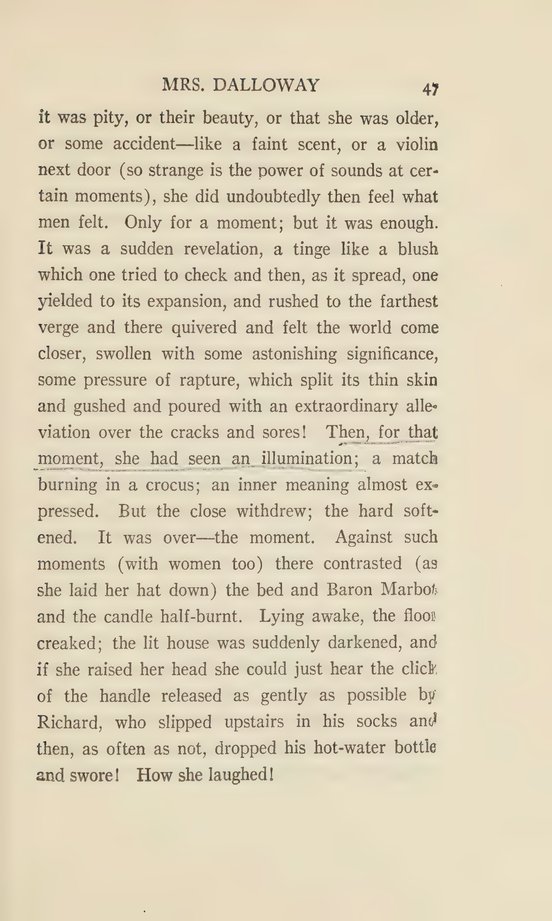 MRS. DALLOWAY 47
it was pity, or their beauty, or that she was older,
or some accident—like a faint scent, or a violin
next door (so strange is the power of sounds at cer-
tain moments), she did undoubtedly then feel what
men felt. Only for a moment; but it was enough.
It was a sudden revelation, a tinge like a blush
which one tried to check and then, as it spread, one
yielded to its expansion, and rushed to the farthest
verge and there quivered and felt the world come
closer, swollen with some astonishing significance,
some pressure of rapture, which split its thin skin
and gushed and poured with an extraordinary alle-
viation over the cracks and sores! Then, for that
moment, she had seen an illumination; a match
burning in a crocus; an inner meaning almost ex-
pressed. But the close withdrew; the hard soft-
ened. It was over—the moment. Against such
moments (with women too) there contrasted (as
she laid her hat down) the bed and Baron Marbot
and the candle half-burnt. Lying awake, the floor
creaked; the lit house was suddenly darkened, and
if she raised her head she could just hear the click
of the handle released as gently as possible by
Richard, who slipped upstairs in his socks and
then, as often as not, dropped his hot-water bottle
and swore! How she laughed!